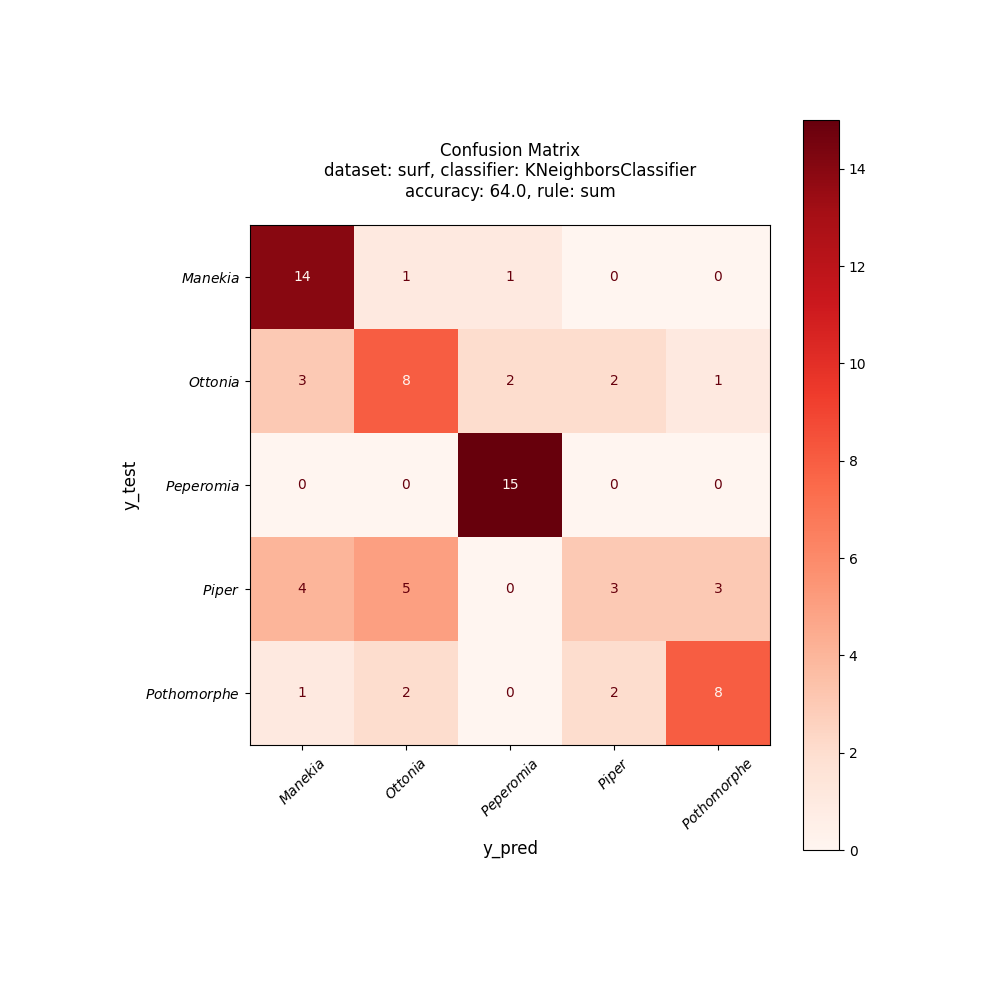 Confusion Matrix
dataset: surf, classifier: KNeighborsClassifier
accuracy: 64.0, rule: sum
14
12
10
8
6
4
2
0
y_test
Manekia 14 1 1 0 0
Ottonia 3 8 2 2 1
Peperomia 0 0 15 0 0
Piper 4 5 0 3 3
Pothomorphe 1 2 0 2 8
Manekia Ottonia Peperomia Piper Pothomorphe
y_pred